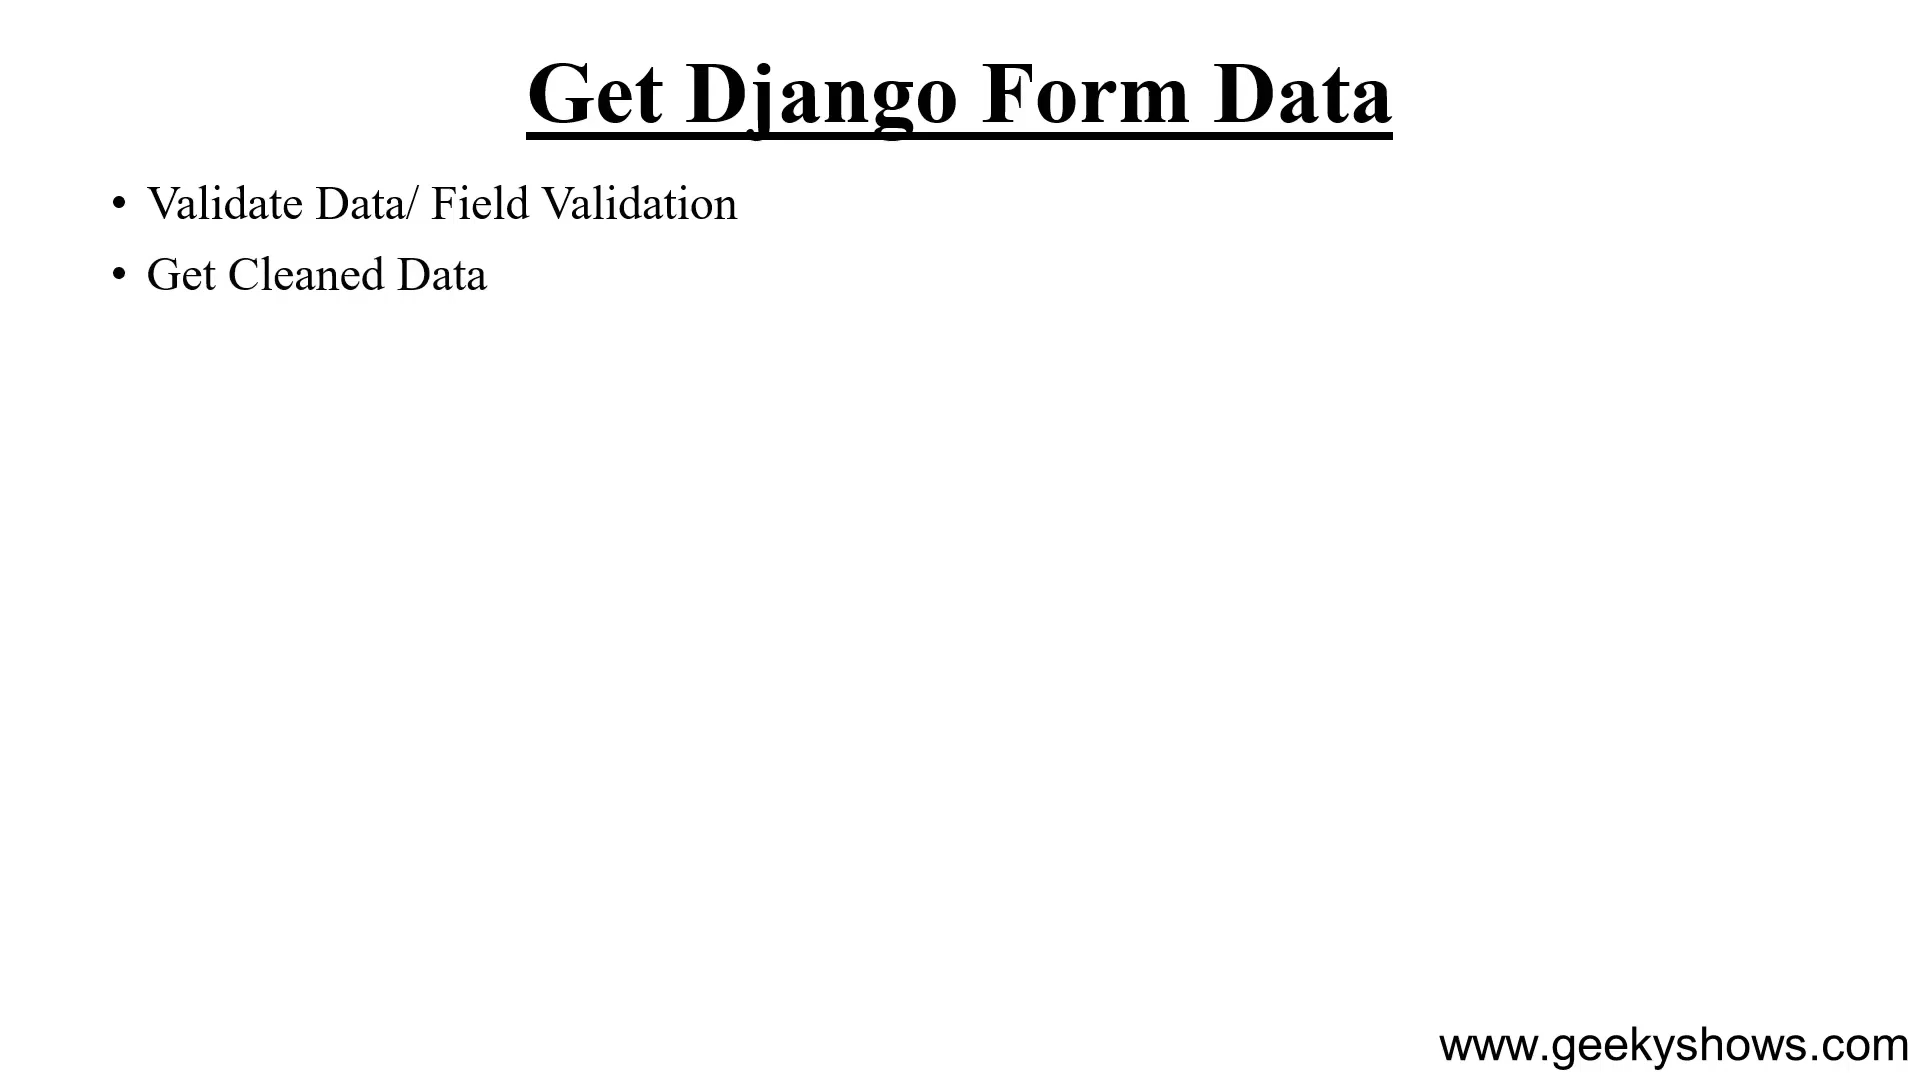 Get Django Form Data
• Validate Data/ Field Validation
• Get Cleaned Data
www.geekyshows.com